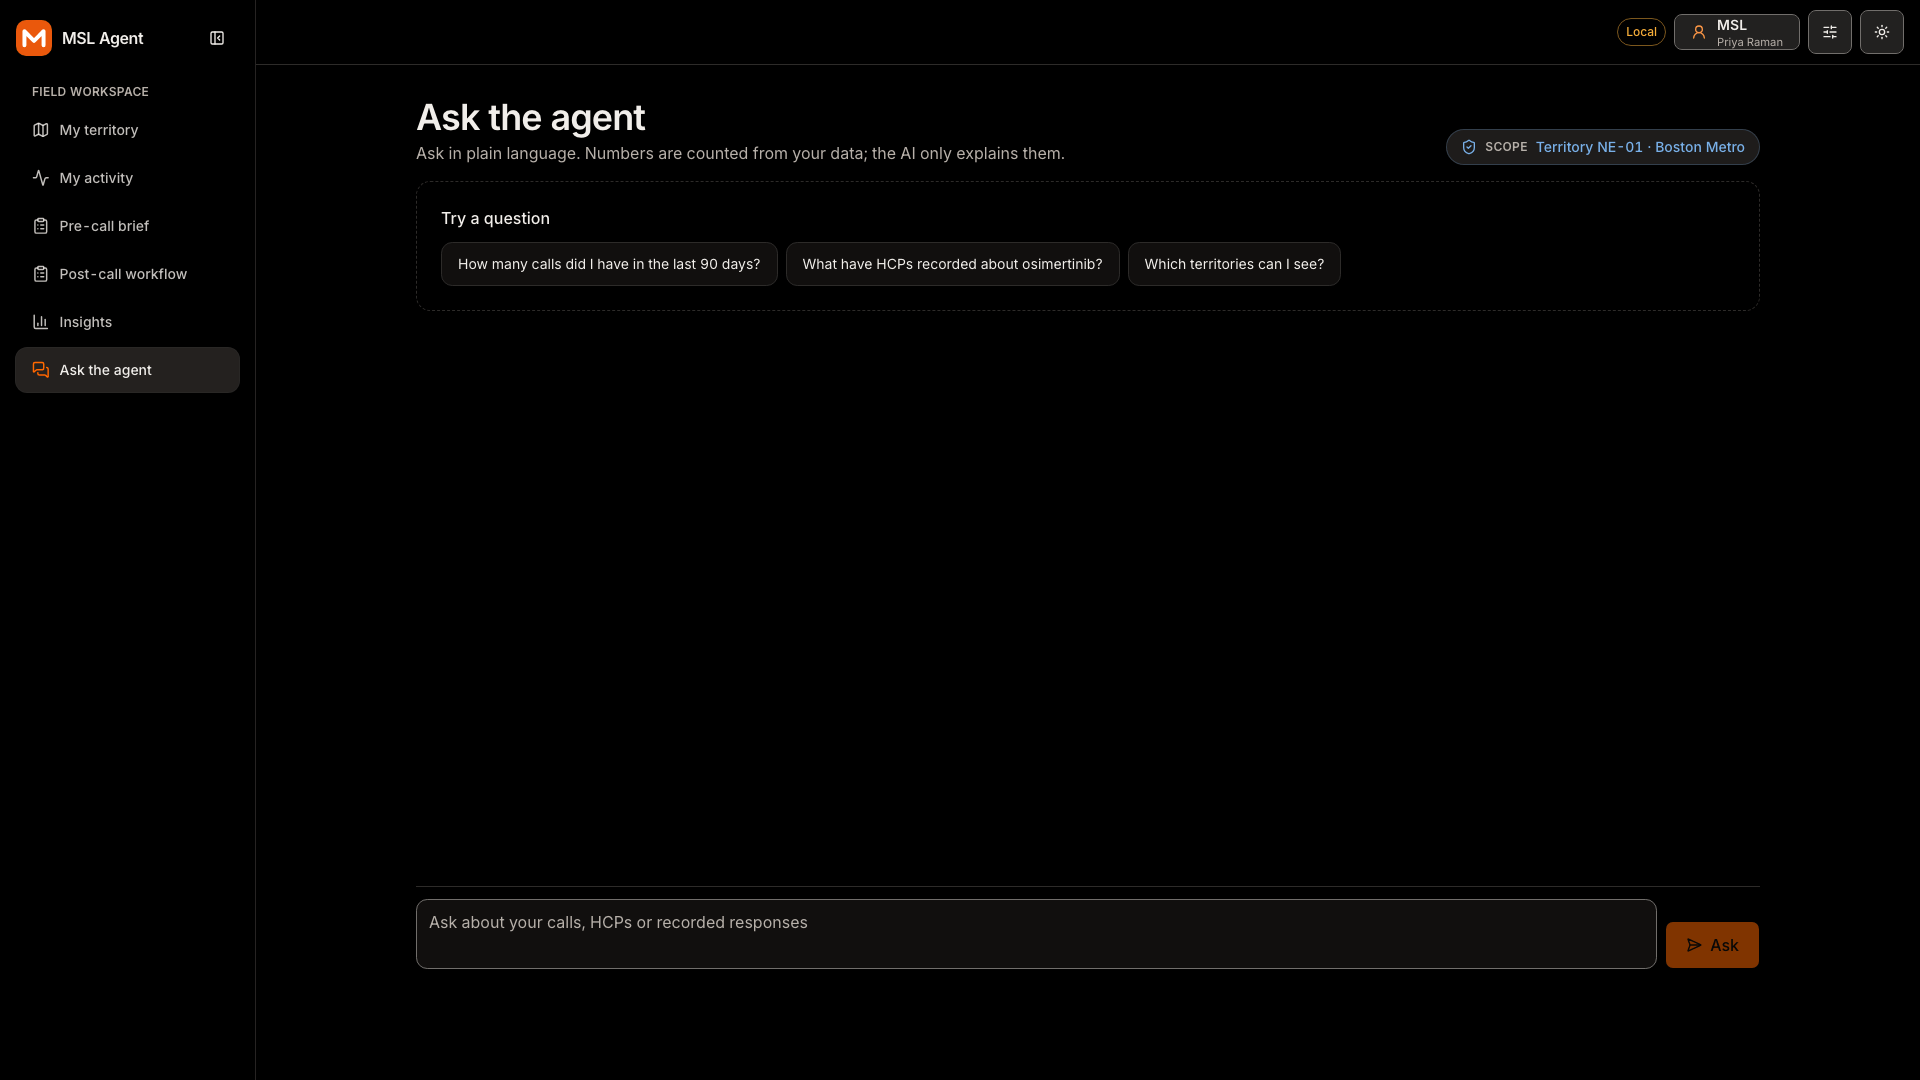 MSL Agent
FIELD WORKSPACE
My territory
My activity
Pre-call brief
Post-call workflow
Insights
Ask the agent
Local
MSL
Priya Raman
Ask the agent
Ask in plain language. Numbers are counted from your data; the AI only explains them.
SCOPE Territory NE-01 · Boston Metro
Try a question
How many calls did I have in the last 90 days?
What have HCPs recorded about osimertinib?
Which territories can I see?
Ask about your calls, HCPs or recorded responses
Ask